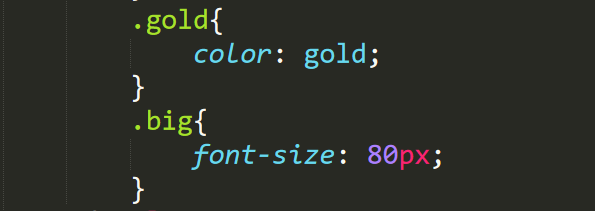 .gold{
color: gold;
}
.big{
font-size: 80px;
}